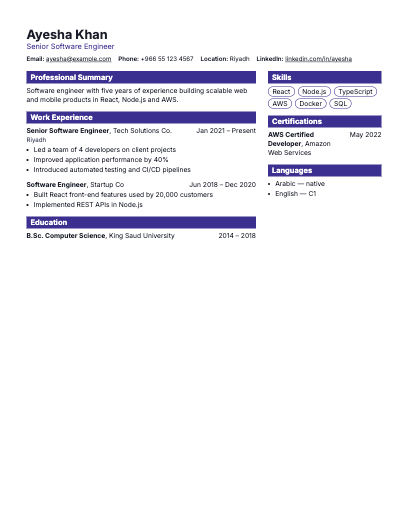 Ayesha Khan
Senior Software Engineer
Email: ayesha@example.com Phone: +966 55 123 4567 Location: Riyadh LinkedIn: linkedin.com/in/ayesha
Professional Summary
Software engineer with five years of experience building scalable web
and mobile products in React, Node.js and AWS.
Work Experience
Senior Software Engineer, Tech Solutions Co. Jan 2021 – Present
Riyadh
• Led a team of 4 developers on client projects
• Improved application performance by 40%
• Introduced automated testing and CI/CD pipelines
Software Engineer, Startup Co Jun 2018 – Dec 2020
• Built React front-end features used by 20,000 customers
• Implemented REST APIs in Node.js
Education
B.Sc. Computer Science, King Saud University 2014 – 2018
Skills
React Node.js TypeScript
AWS Docker SQL
Certifications
AWS Certified May 2022
Developer, Amazon
Web Services
Languages
• Arabic — native
• English — C1